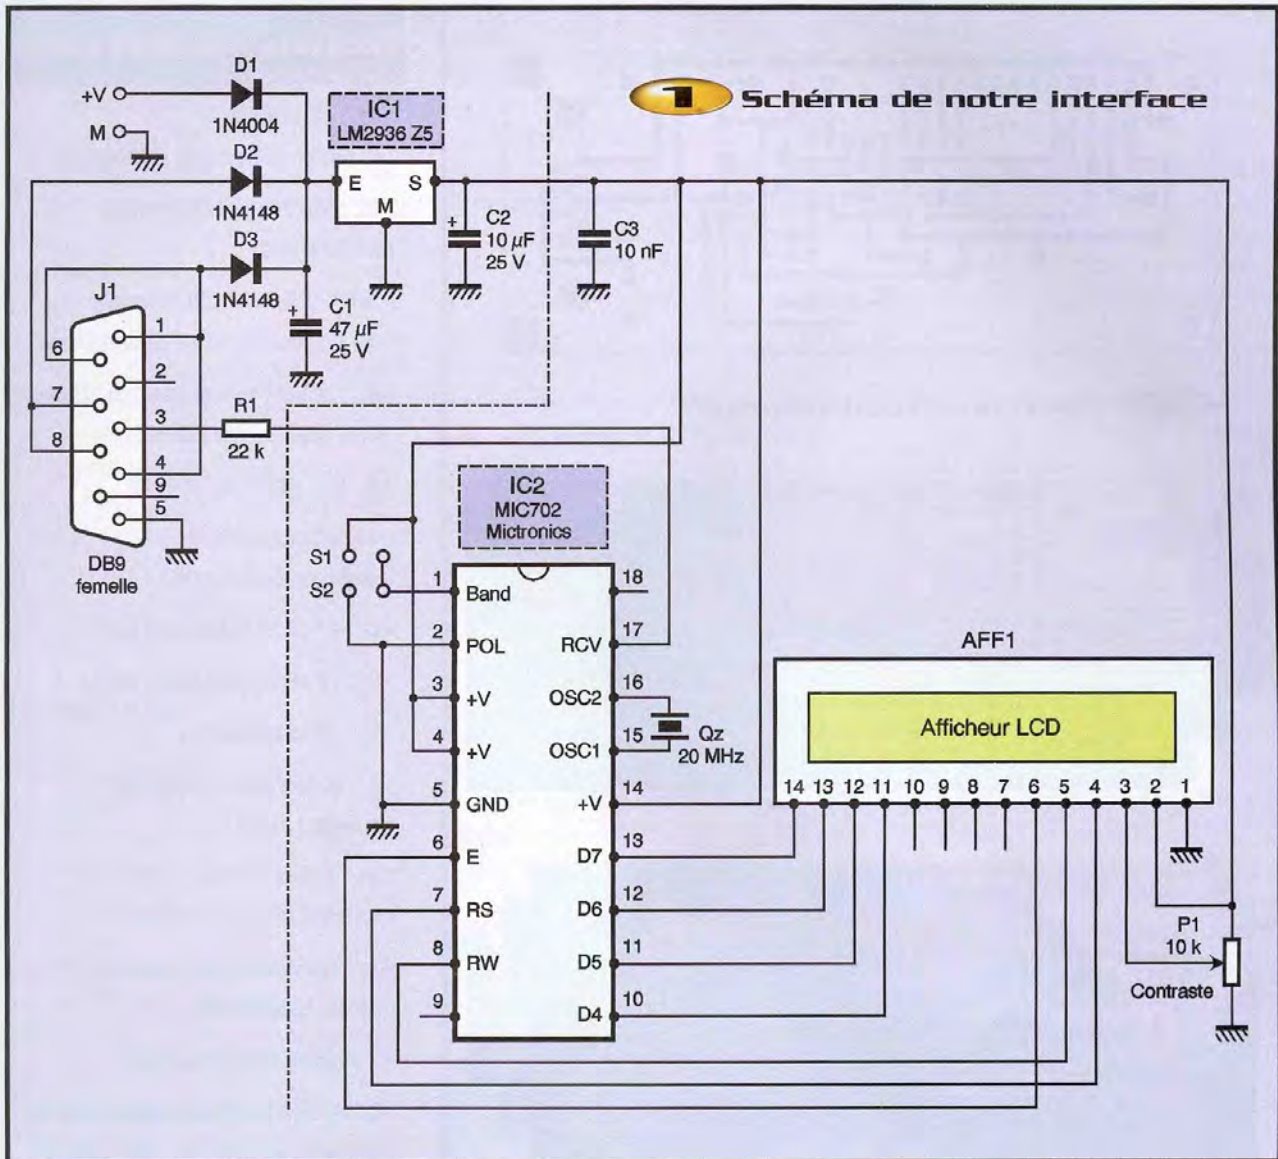 1 Schéma de notre interface
D1
+V
1N4004
M
D2
1N4148
D3
1N4148
IC1
LM2936 Z5
E S
M
C2
+
10 µF
25 V
C3
10 nF
C1
+
47 µF
25 V
J1
1
6
2
7
3
8
4
9
5
DB9
femelle
R1
22 k
IC2
MIC702
Mictronics
S1
S2
1 Band
2 POL
3 +V
4 +V
5 GND
6 E
7 RS
8 RW
9
18
RCV 17
OSC2 16
OSC1 15
+V 14
D7 13
D6 12
D5 11
D4 10
Qz
20 MHz
AFF1
Afficheur LCD
14 13 12 11 10 9 8 7 6 5 4 3 2 1
P1
10 k
Contraste